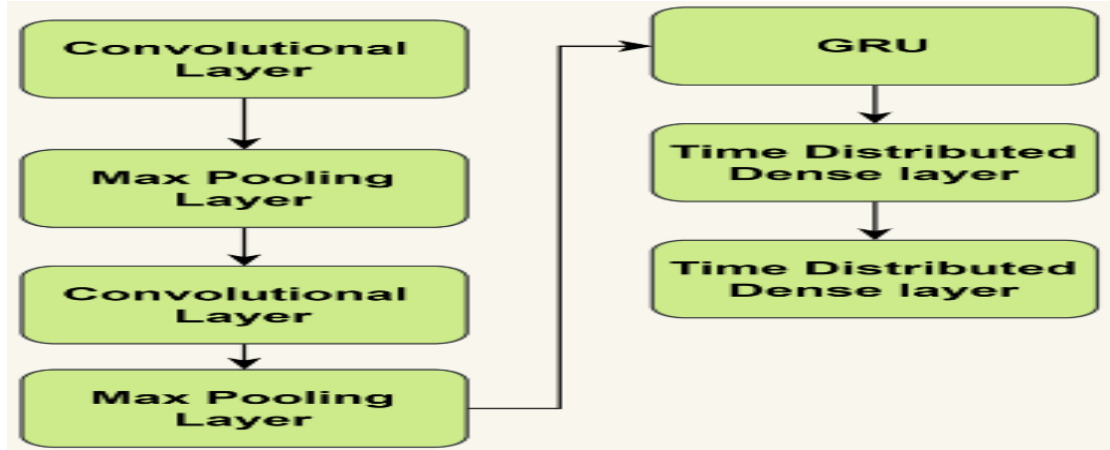 Convolutional
Layer
Max Pooling
Layer
Convolutional
Layer
Max Pooling
Layer
GRU
Time Distributed
Dense layer
Time Distributed
Dense layer